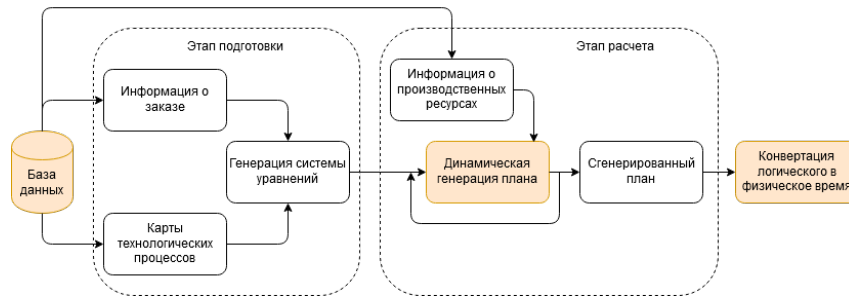 Этап подготовки
Этап расчета
Информация о
заказе
Информация о
производственных
ресурсах
База
данных
Генерация системы
уравнений
Динамическая
генерация плана
Сгенерированный
план
Конвертация
логического в
физическое время
Карты
технологических
процессов